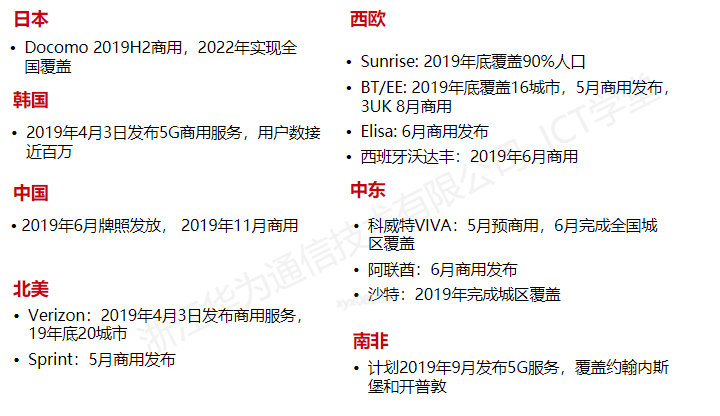 日本
• Docomo 2019H2商用，2022年实现全
国覆盖
韩国
• 2019年4月3日发布5G商用服务，用户数接
近百万
中国
• 2019年6月牌照发放， 2019年11月商用
北美
• Verizon：2019年4月3日发布商用服务，
19年底20城市
• Sprint：5月商用发布
西欧
• Sunrise: 2019年底覆盖90%人口
• BT/EE: 2019年底覆盖16城市，5月商用发布，
3UK 8月商用
• Elisa: 6月商用发布
• 西班牙沃达丰：2019年6月商用
中东
• 科威特VIVA：5月预商用，6月完成全国城
区覆盖
• 阿联酋：6月商用发布
• 沙特：2019年完成城区覆盖
南非
• 计划2019年9月发布5G服务，覆盖约翰内斯
堡和开普敦
浙江华为通信技术有限公司 ICT学堂